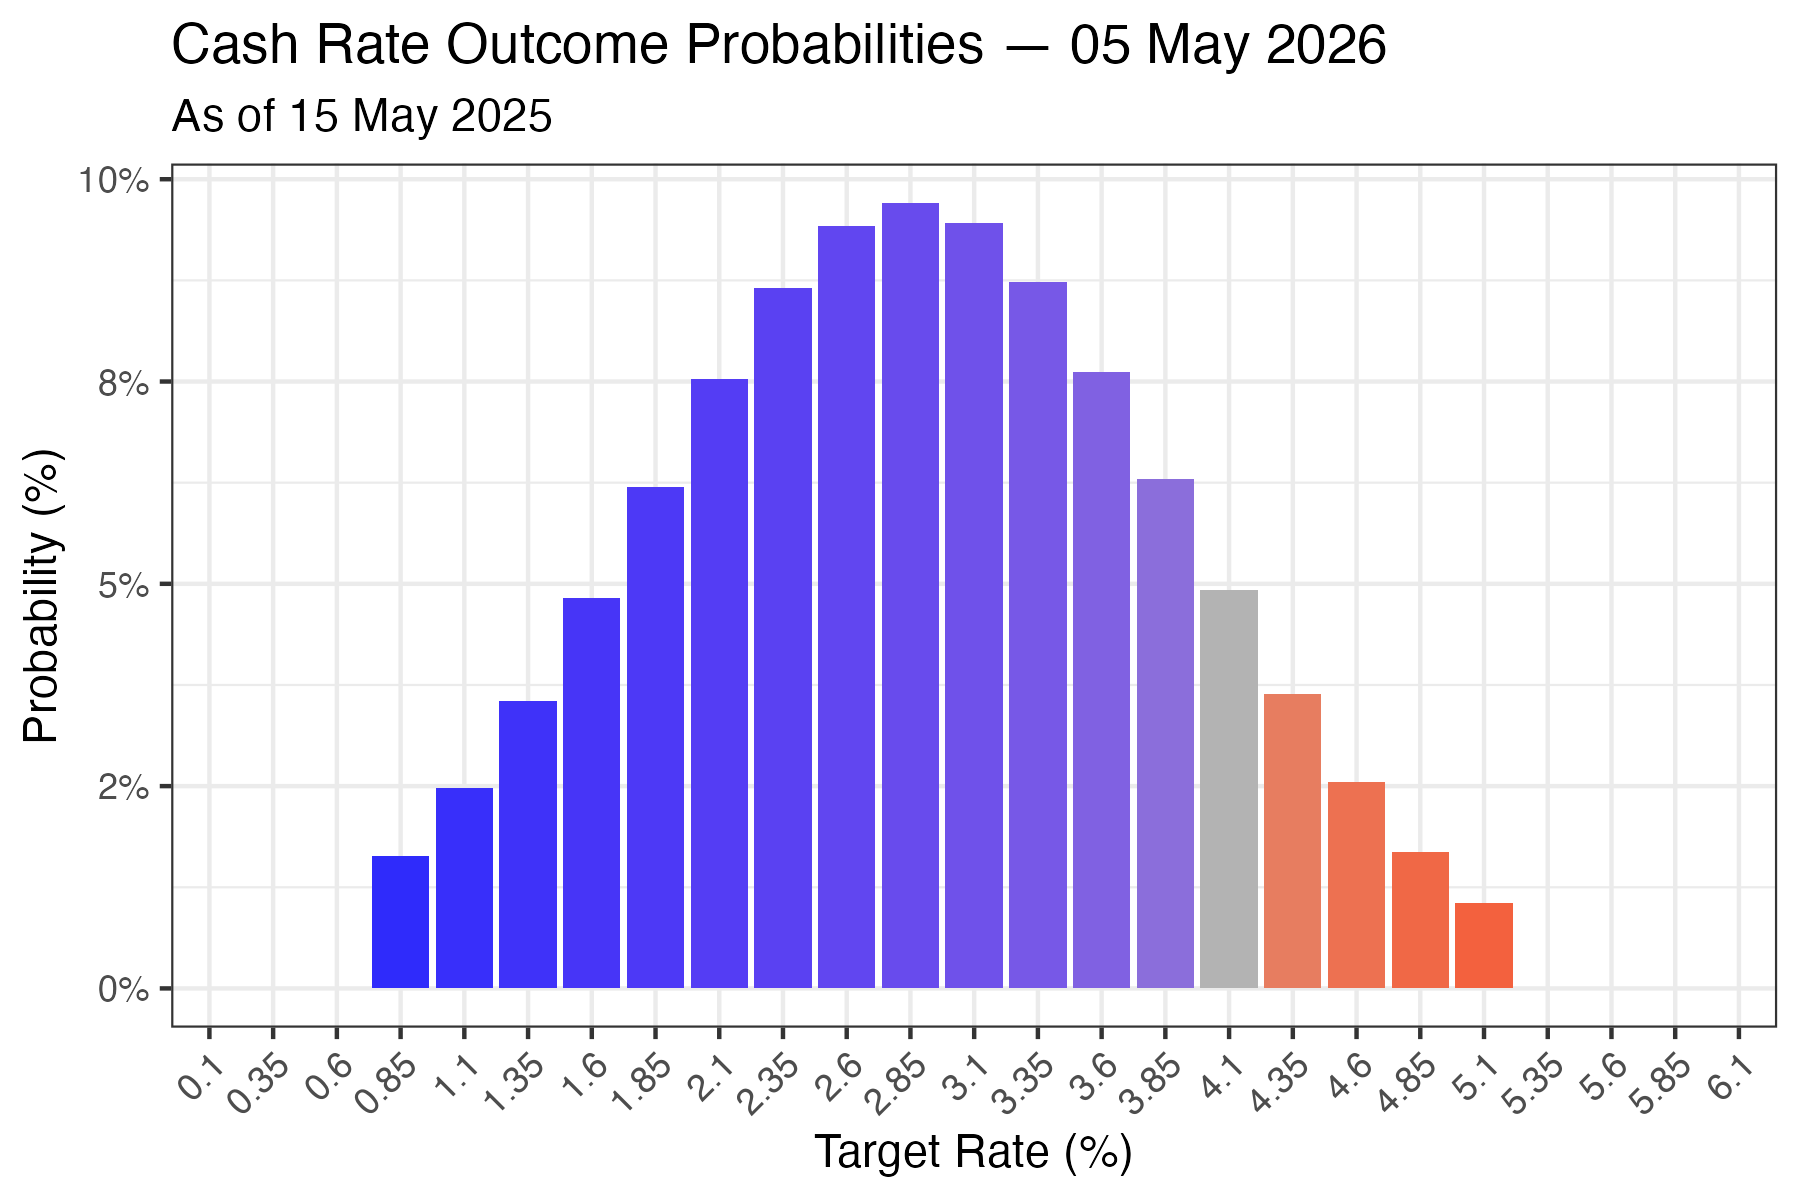 Cash Rate Outcome Probabilities — 05 May 2026
As of 15 May 2025
Probability (%)
10%
8%
5%
2%
0%
0.1 0.35 0.6 0.85 1.1 1.35 1.6 1.85 2.1 2.35 2.6 2.85 3.1 3.35 3.6 3.85 4.1 4.35 4.6 4.85 5.1 5.35 5.6 5.85 6.1
Target Rate (%)